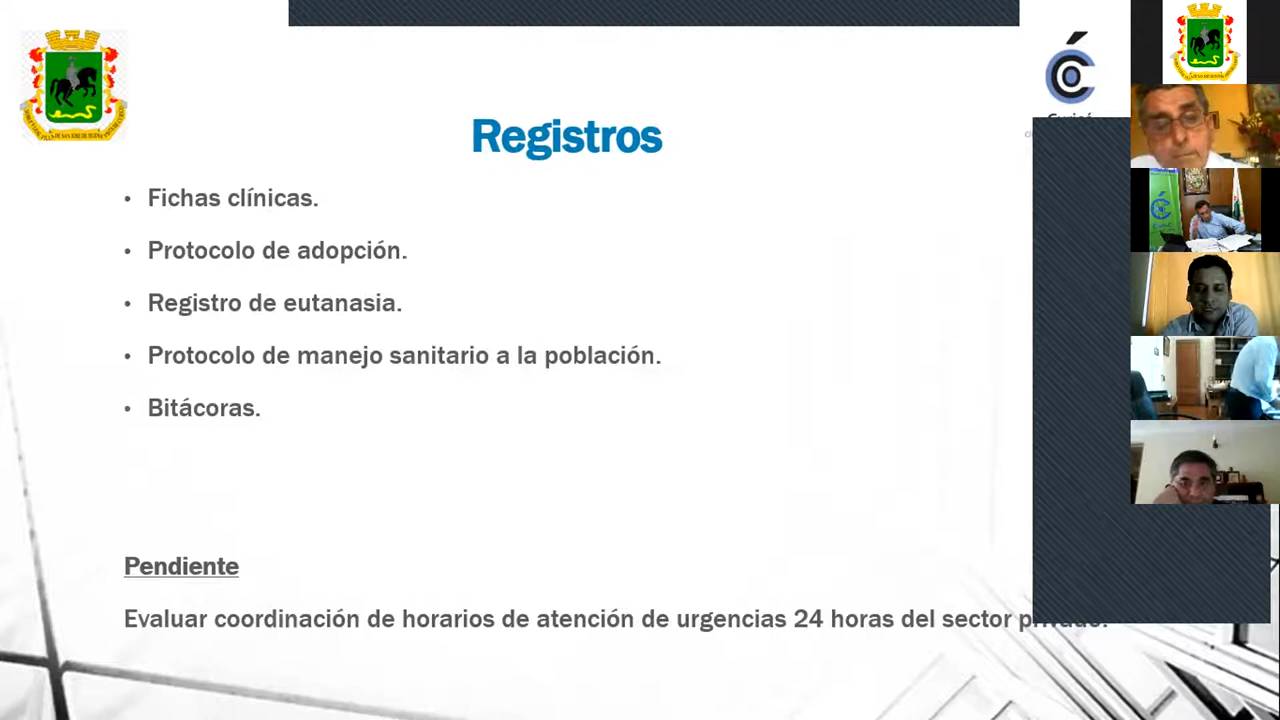 Registros
• Fichas clínicas.
• Protocolo de adopción.
• Registro de eutanasia.
• Protocolo de manejo sanitario a la población.
• Bitácoras.
Pendiente
Evaluar coordinación de horarios de atención de urgencias 24 horas del sector privado.